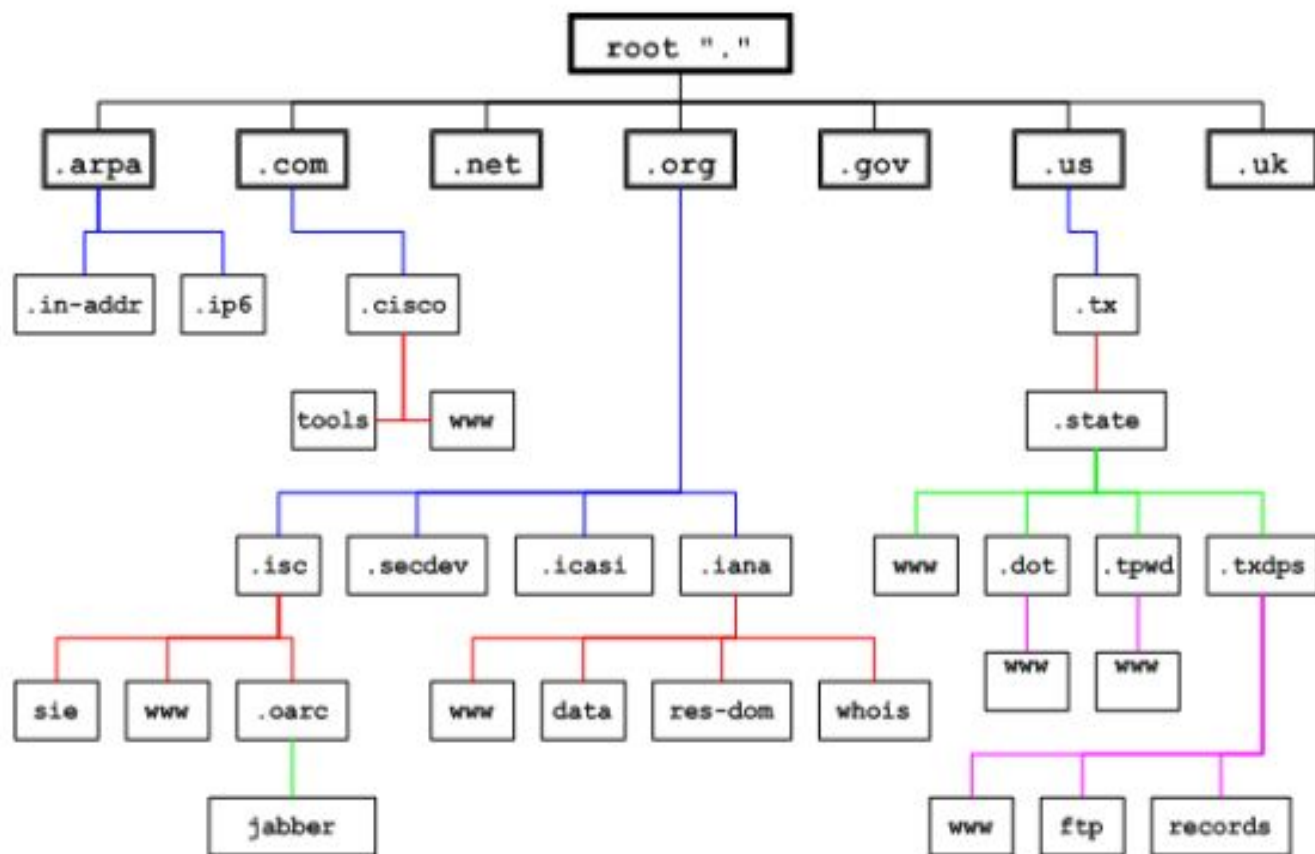 root "."
.arpa
.com
.net
.org
.gov
.us
.uk
.in-addr
.ip6
.cisco
.tx
tools
www
.state
.isc
.secdev
.icasi
.iana
www
.dot
.tpwd
.txdps
www
www
sie
www
.oarc
www
data
res-dom
whois
jabber
www
ftp
records